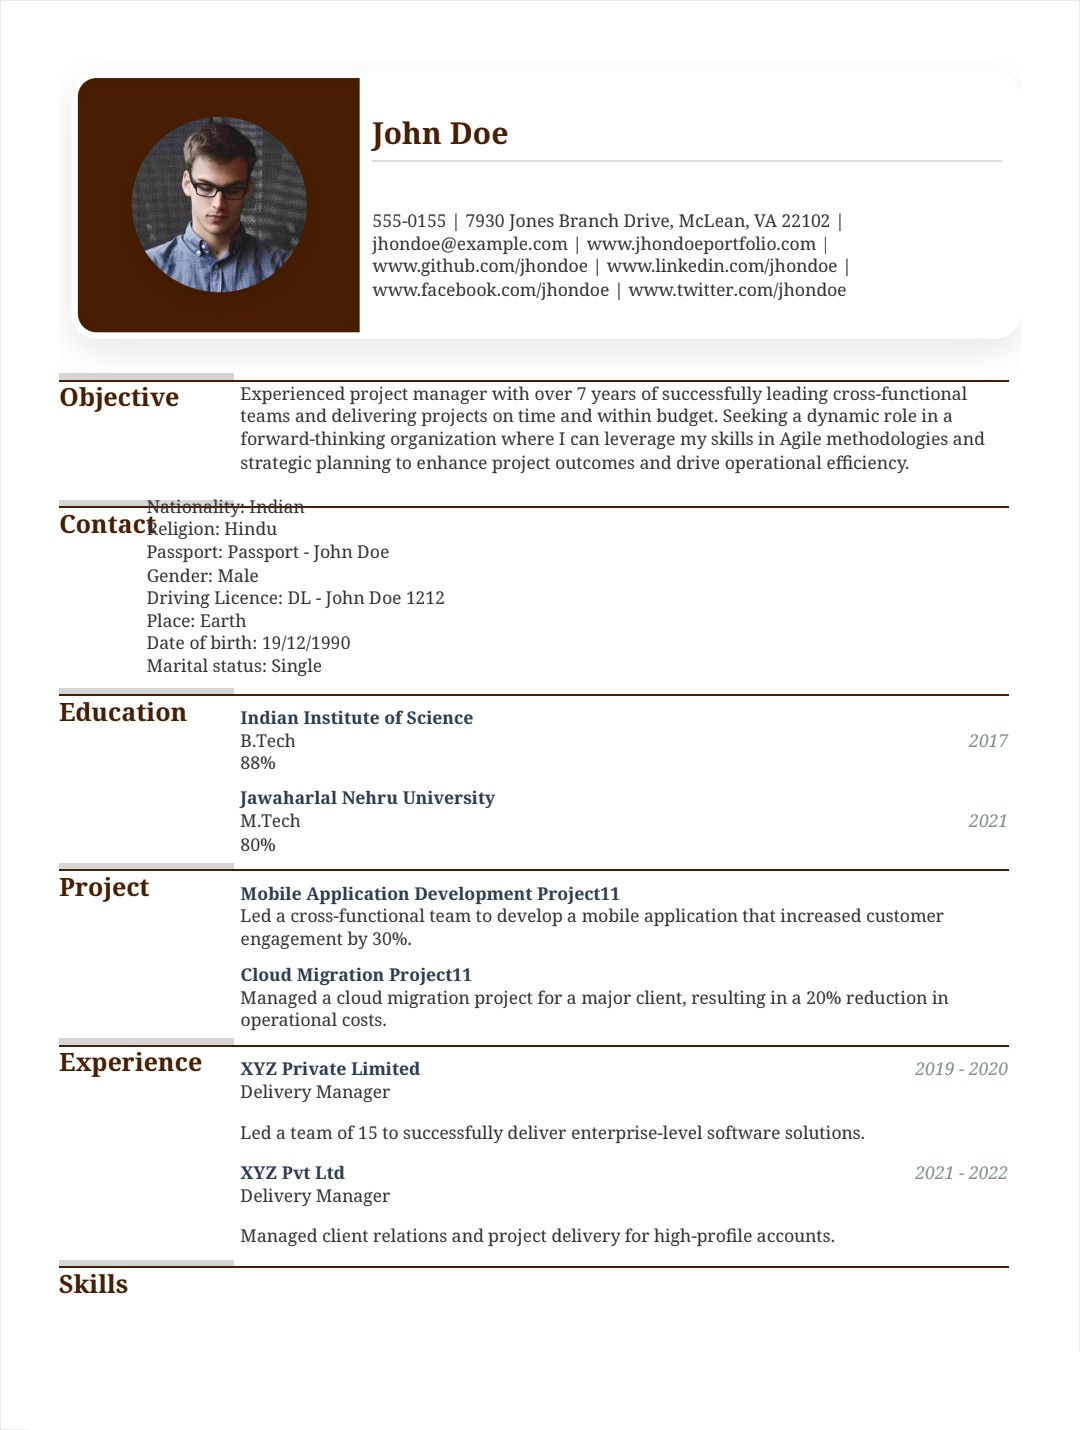 John Doe
555-0155 | 7930 Jones Branch Drive, McLean, VA 22102 |
jhondoe@example.com | www.jhondoeportfolio.com |
www.github.com/jhondoe | www.linkedin.com/jhondoe |
www.facebook.com/jhondoe | www.twitter.com/jhondoe
Objective
Experienced project manager with over 7 years of successfully leading cross-functional
teams and delivering projects on time and within budget. Seeking a dynamic role in a
forward-thinking organization where I can leverage my skills in Agile methodologies and
strategic planning to enhance project outcomes and drive operational efficiency.
Contact
Nationality: Indian
Religion: Hindu
Passport: Passport - John Doe
Gender: Male
Driving Licence: DL - John Doe 1212
Place: Earth
Date of birth: 19/12/1990
Marital status: Single
Education
Indian Institute of Science
B.Tech 2017
88%
Jawaharlal Nehru University
M.Tech 2021
80%
Project
Mobile Application Development Project11
Led a cross-functional team to develop a mobile application that increased customer
engagement by 30%.
Cloud Migration Project11
Managed a cloud migration project for a major client, resulting in a 20% reduction in
operational costs.
Experience
XYZ Private Limited 2019 - 2020
Delivery Manager
Led a team of 15 to successfully deliver enterprise-level software solutions.
XYZ Pvt Ltd 2021 - 2022
Delivery Manager
Managed client relations and project delivery for high-profile accounts.
Skills